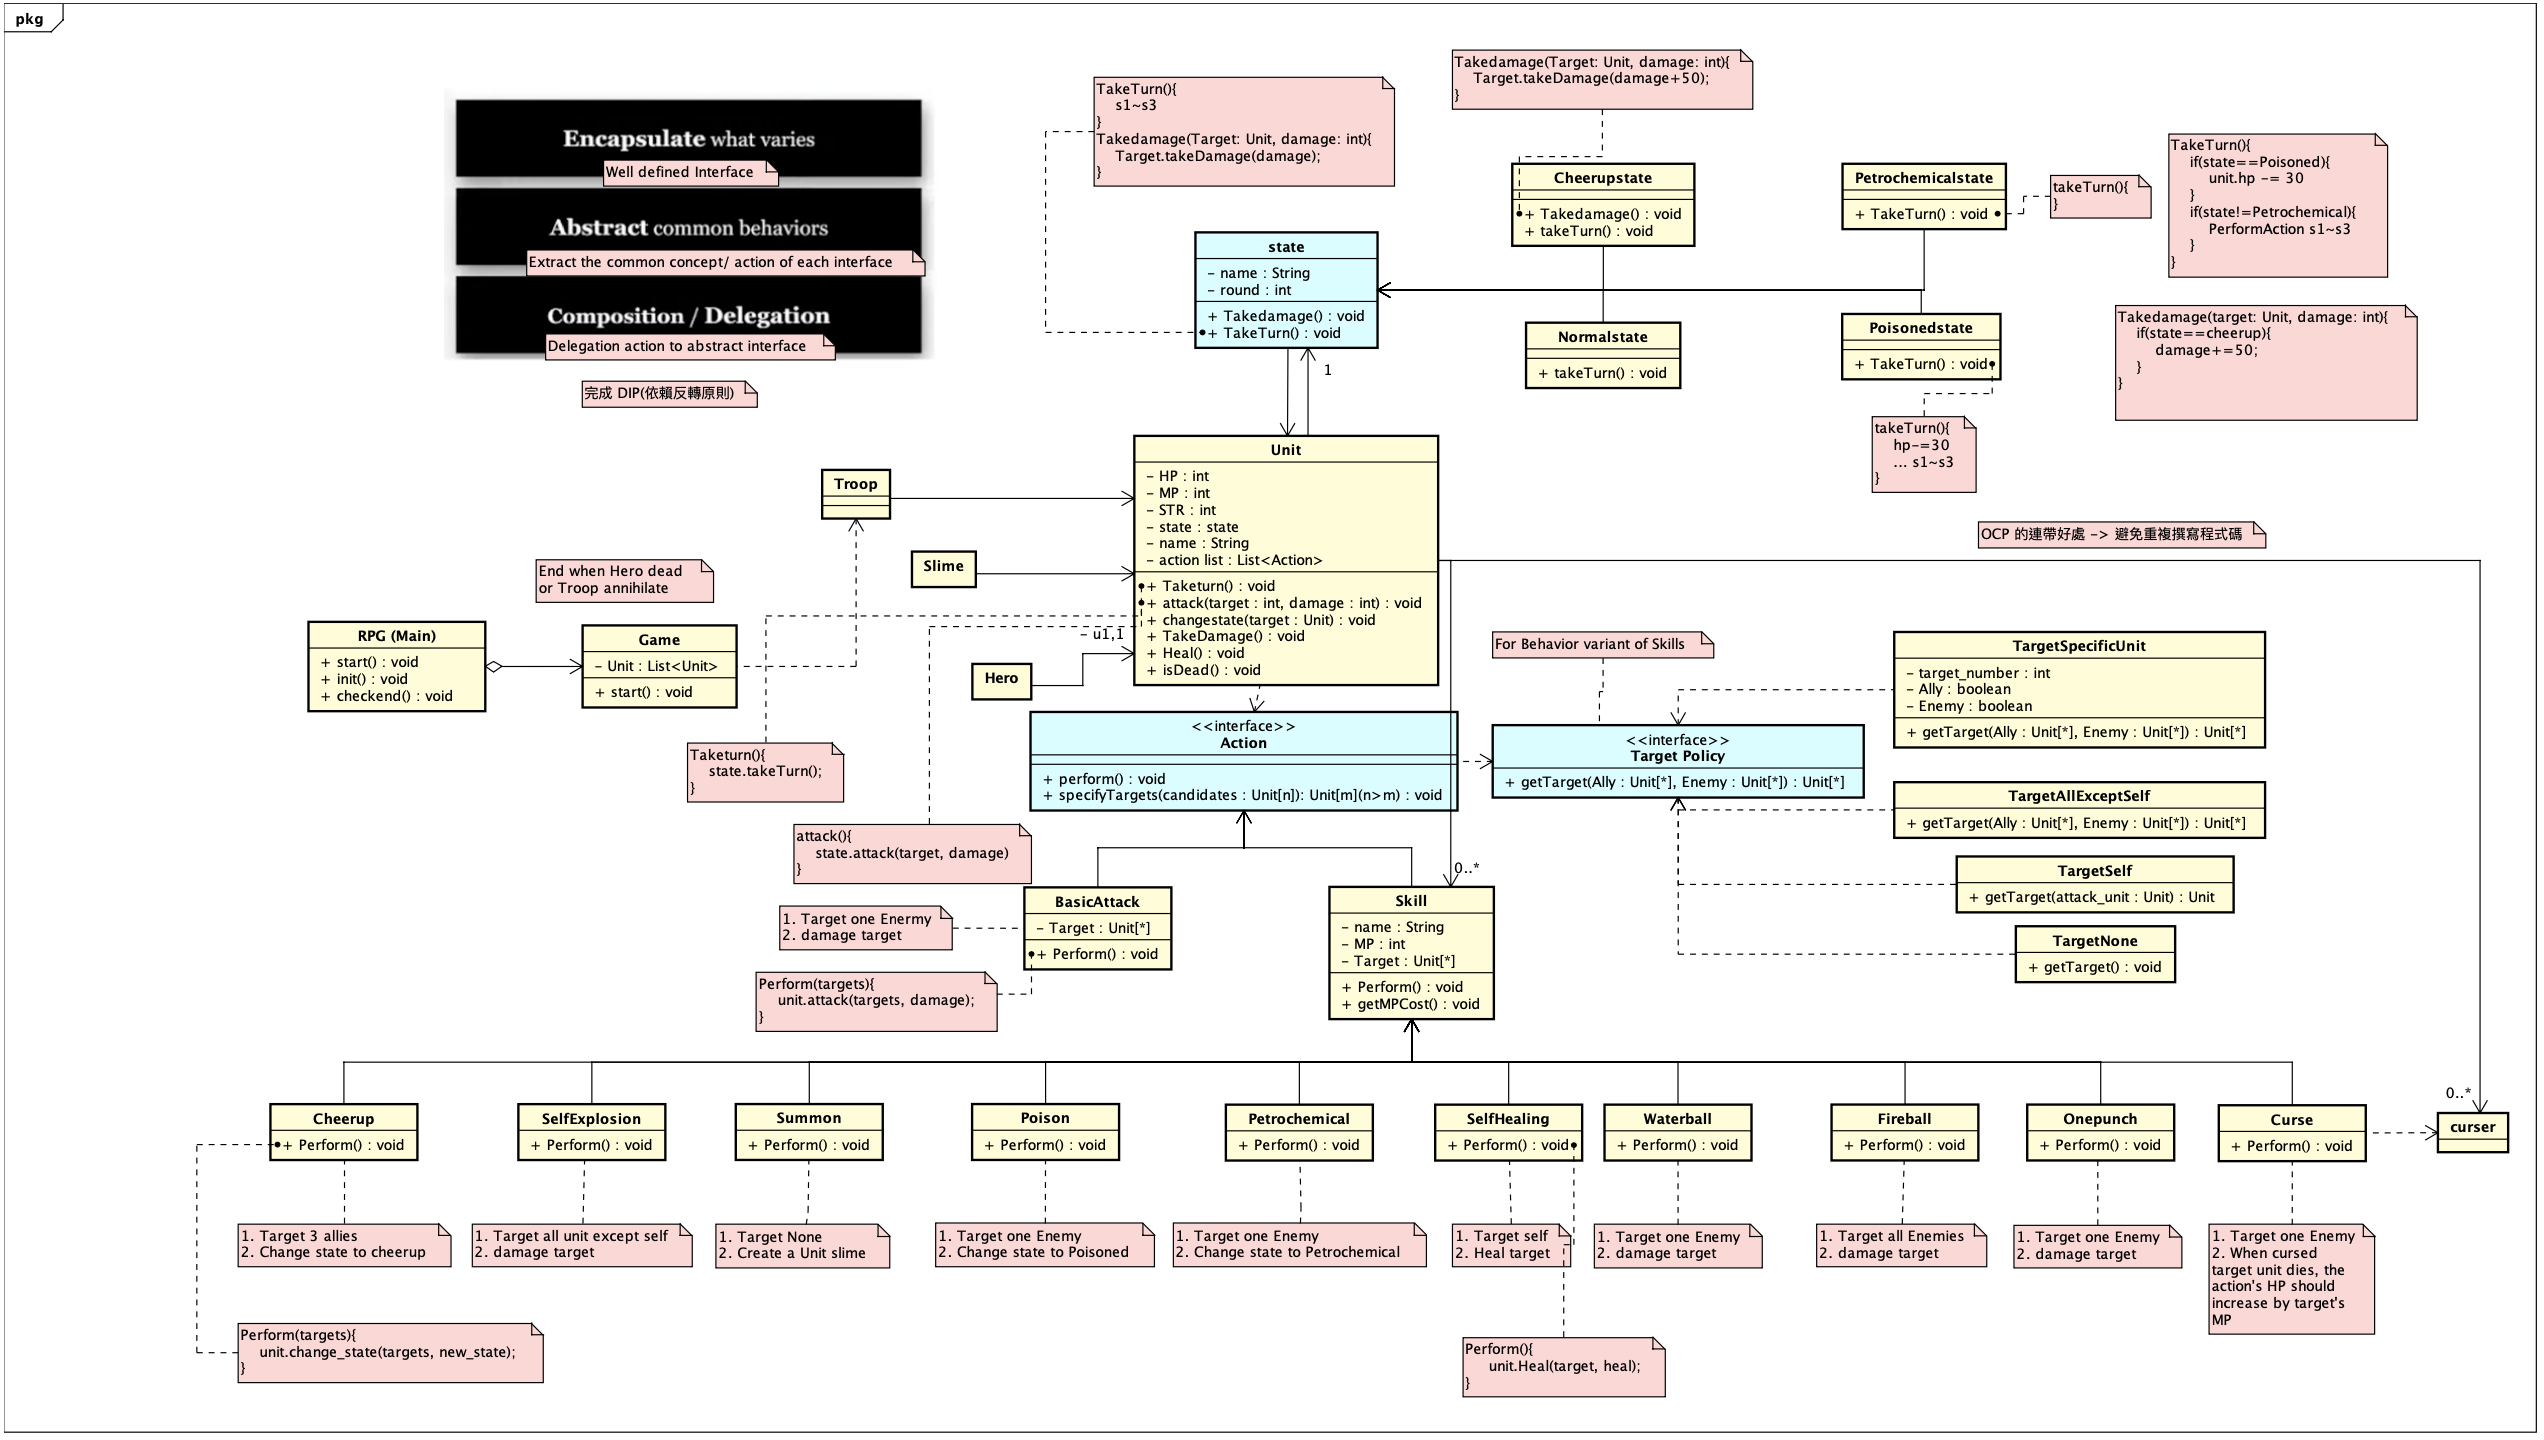 pkg
Encapsulate what varies
Well defined Interface
Abstract common behaviors
Extract the common concept/ action of each interface
Composition / Delegation
Delegation action to abstract interface
完成 DIP(依賴反轉原則)
TakeTurn(){
s1~s3
}
Takedamage(Target: Unit, damage: int){
Target.takeDamage(damage);
}
Takedamage(Target: Unit, damage: int){
Target.takeDamage(damage+50);
}
Cheerupstate
+ Takedamage() : void
+ takeTurn() : void
Petrochemicalstate
+ TakeTurn() : void
takeTurn(){
}
TakeTurn(){
if(state==Poisoned){
unit.hp -= 30
}
if(state!=Petrochemical){
PerformAction s1~s3
}
}
state
- name : String
- round : int
+ Takedamage() : void
+ TakeTurn() : void
1
Normalstate
+ takeTurn() : void
Poisonedstate
+ TakeTurn() : void
takeTurn(){
hp-=30
... s1~s3
}
Takedamage(target: Unit, damage: int){
if(state==cheerup){
damage+=50;
}
}
OCP 的連帶好處 -> 避免重複撰寫程式碼
Unit
- HP : int
- MP : int
- STR : int
- state : state
- name : String
- action list : List<Action>
+ Taketurn() : void
+ attack(target : int, damage : int) : void
+ changestate(target : Unit) : void
+ TakeDamage() : void
+ Heal() : void
+ isDead() : void
- u1,1
Troop
Slime
Hero
End when Hero dead
or Troop annihilate
RPG (Main)
+ start() : void
+ init() : void
+ checkend() : void
Game
- Unit : List<Unit>
+ start() : void
Taketurn(){
state.takeTurn();
}
attack(){
state.attack(target, damage)
}
<<interface>>
Action
+ perform() : void
+ specifyTargets(candidates : Unit[n]): Unit[m](n>m) : void
For Behavior variant of Skills
<<interface>>
Target Policy
+ getTarget(Ally : Unit[*], Enemy : Unit[*]) : Unit[*]
TargetSpecificUnit
- target_number : int
- Ally : boolean
- Enemy : boolean
+ getTarget(Ally : Unit[*], Enemy : Unit[*]) : Unit[*]
TargetAllExceptSelf
+ getTarget(Ally : Unit[*], Enemy : Unit[*]) : Unit[*]
TargetSelf
+ getTarget(attack_unit : Unit) : Unit
TargetNone
+ getTarget() : void
1. Target one Enermy
2. damage target
BasicAttack
- Target : Unit[*]
+ Perform() : void
Perform(targets){
unit.attack(targets, damage);
}
0..*
Skill
- name : String
- MP : int
- Target : Unit[*]
+ Perform() : void
+ getMPCost() : void
Cheerup
+ Perform() : void
SelfExplosion
+ Perform() : void
Summon
+ Perform() : void
Poison
+ Perform() : void
Petrochemical
+ Perform() : void
SelfHealing
+ Perform() : void
Waterball
+ Perform() : void
Fireball
+ Perform() : void
Onepunch
+ Perform() : void
Curse
+ Perform() : void
0..*
curser
1. Target 3 allies
2. Change state to cheerup
1. Target all unit except self
2. damage target
1. Target None
2. Create a Unit slime
1. Target one Enemy
2. Change state to Poisoned
1. Target one Enemy
2. Change state to Petrochemical
1. Target self
2. Heal target
1. Target one Enemy
2. damage target
1. Target all Enemies
2. damage target
1. Target one Enemy
2. damage target
1. Target one Enemy
2. When cursed
target unit dies, the
action's HP should
increase by target's
MP
Perform(targets){
unit.change_state(targets, new_state);
}
Perform(){
unit.Heal(target, heal);
}